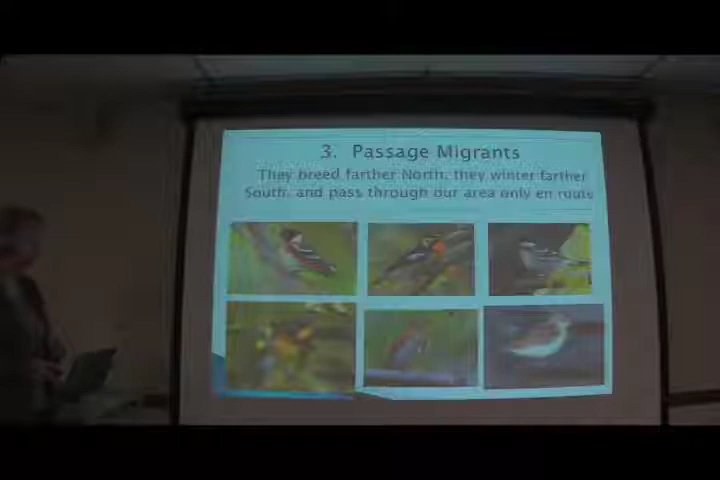 3. Passage Migrants
They breed farther North, they winter farther
South, and pass through our area only en route